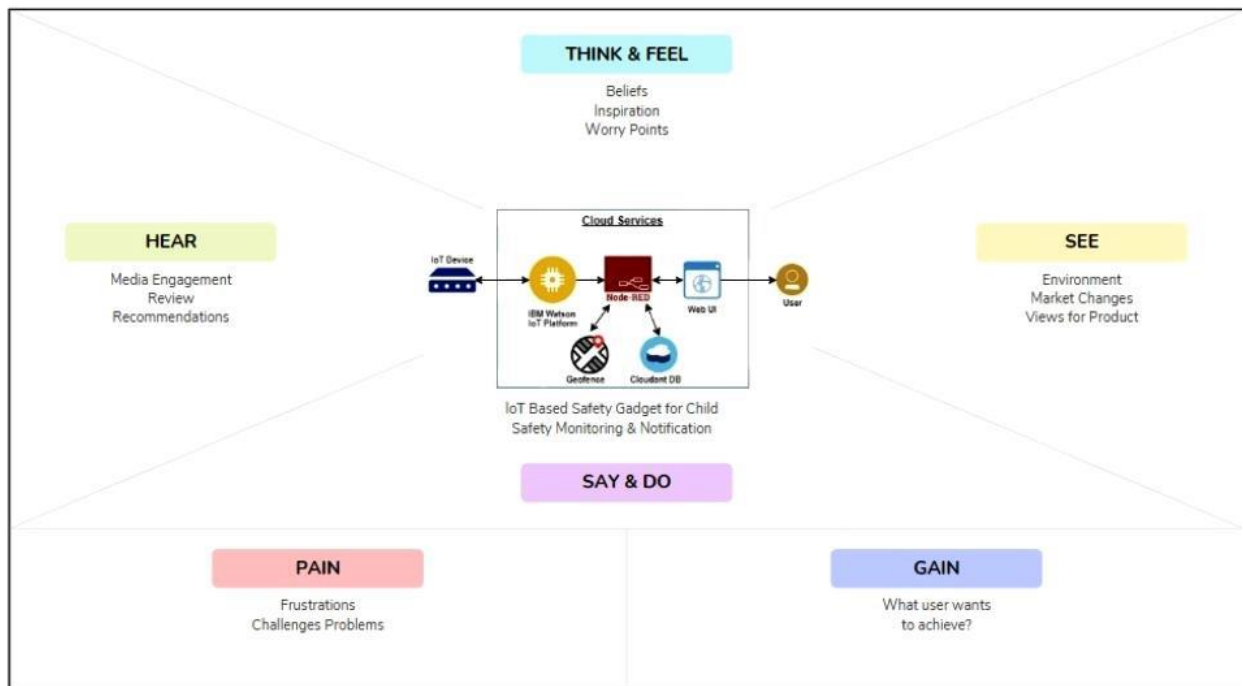 THINK & FEEL
Beliefs
Inspiration
Worry Points
HEAR
Media Engagement
Review
Recommendations
Cloud Services
IoT Device
IBM Watson
IoT Platform
Node-RED
Web UI
User
Geofense
Cloudant DB
IoT Based Safety Gadget for Child
Safety Monitoring & Notification
SEE
Environment
Market Changes
Views for Product
SAY & DO
PAIN
Frustrations
Challenges Problems
GAIN
What user wants
to achieve?